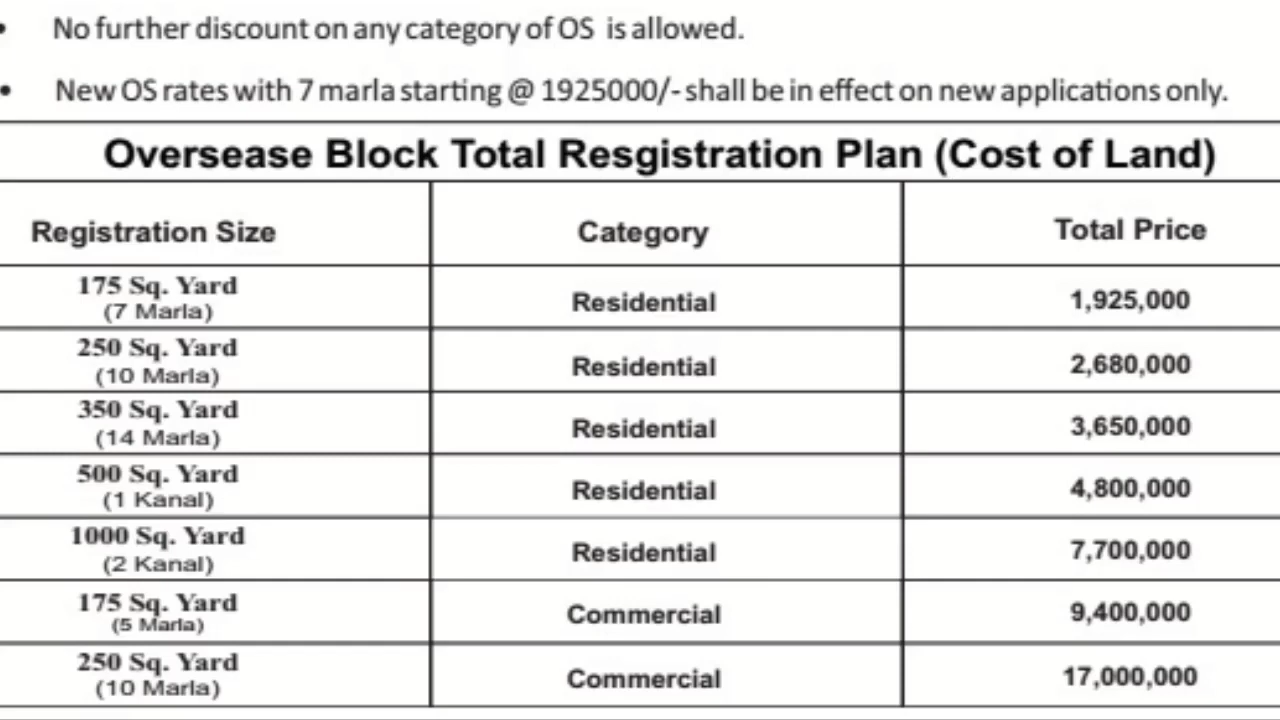 • No further discount on any category of OS is allowed.
• New OS rates with 7 marla starting @ 1925000/- shall be in effect on new applications only.
Oversease Block Total Resgistration Plan (Cost of Land)
Registration Size Category Total Price
175 Sq. Yard
(7 Marla) Residential 1,925,000
250 Sq. Yard
(10 Marla) Residential 2,680,000
350 Sq. Yard
(14 Marla) Residential 3,650,000
500 Sq. Yard
(1 Kanal) Residential 4,800,000
1000 Sq. Yard
(2 Kanal) Residential 7,700,000
175 Sq. Yard
(5 Marla) Commercial 9,400,000
250 Sq. Yard
(10 Marla) Commercial 17,000,000